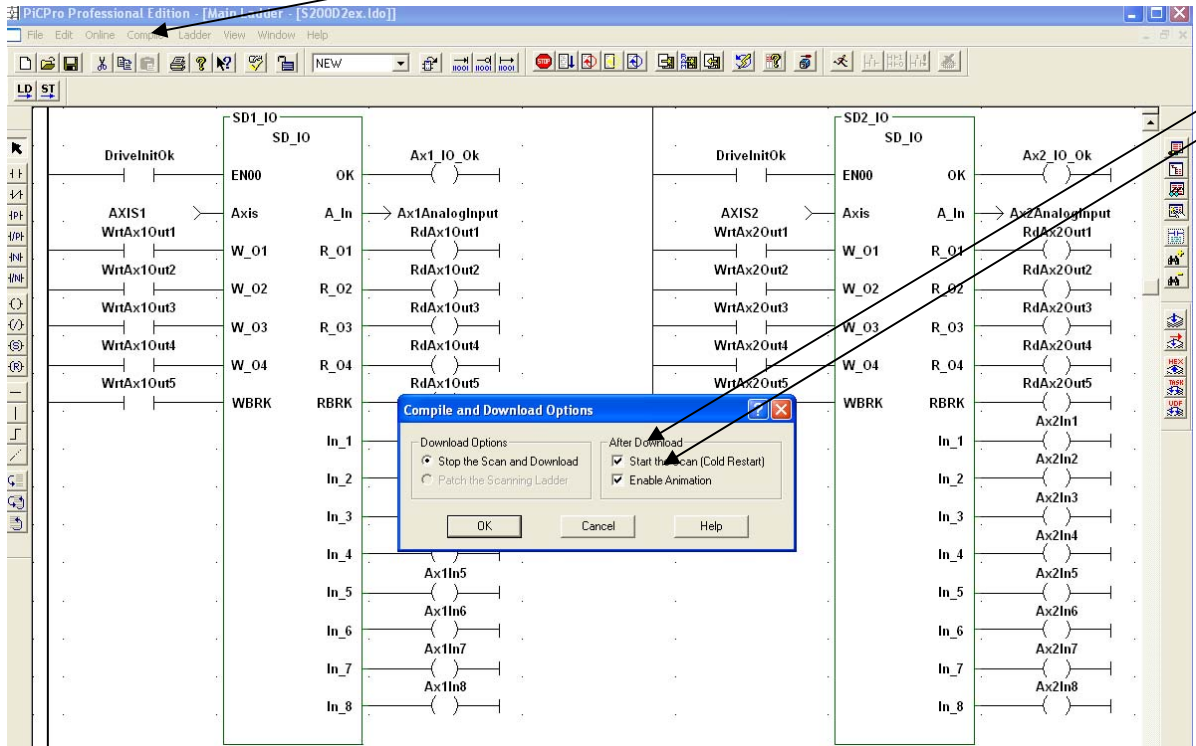 PiCPro Professional Edition - [Main Ladder - [S200D2ex.ldo]]
File Edit Online Compile Ladder View Window Help
NEW
LD ST
SD1_IO
SD_IO
DriveInitOk
EN00 OK
Ax1_IO_Ok
AXIS1
Axis A_In
Ax1AnalogInput
WrtAx1Out1
W_O1 R_O1
RdAx1Out1
WrtAx1Out2
W_O2 R_O2
RdAx1Out2
WrtAx1Out3
W_O3 R_O3
RdAx1Out3
WrtAx1Out4
W_O4 R_O4
RdAx1Out4
WrtAx1Out5
WBRK RBRK
RdAx1Out5
In_1
In_2
In_3
In_4
In_5
Ax1In5
In_6
Ax1In6
In_7
Ax1In7
In_8
Ax1In8
SD2_IO
SD_IO
DriveInitOk
EN00 OK
Ax2_IO_Ok
AXIS2
Axis A_In
Ax2AnalogInput
WrtAx2Out1
W_O1 R_O1
RdAx2Out1
WrtAx2Out2
W_O2 R_O2
RdAx2Out2
WrtAx2Out3
W_O3 R_O3
RdAx2Out3
WrtAx2Out4
W_O4 R_O4
RdAx2Out4
WrtAx2Out5
WBRK RBRK
RdAx2Out5
In_1
Ax2In1
In_2
Ax2In2
In_3
Ax2In3
In_4
Ax2In4
In_5
Ax2In5
In_6
Ax2In6
In_7
Ax2In7
In_8
Ax2In8
Compile and Download Options
Download Options
Stop the Scan and Download
Patch the Scanning Ladder
After Download
Start the Scan (Cold Restart)
Enable Animation
OK Cancel Help
HEX
TASK
UDF